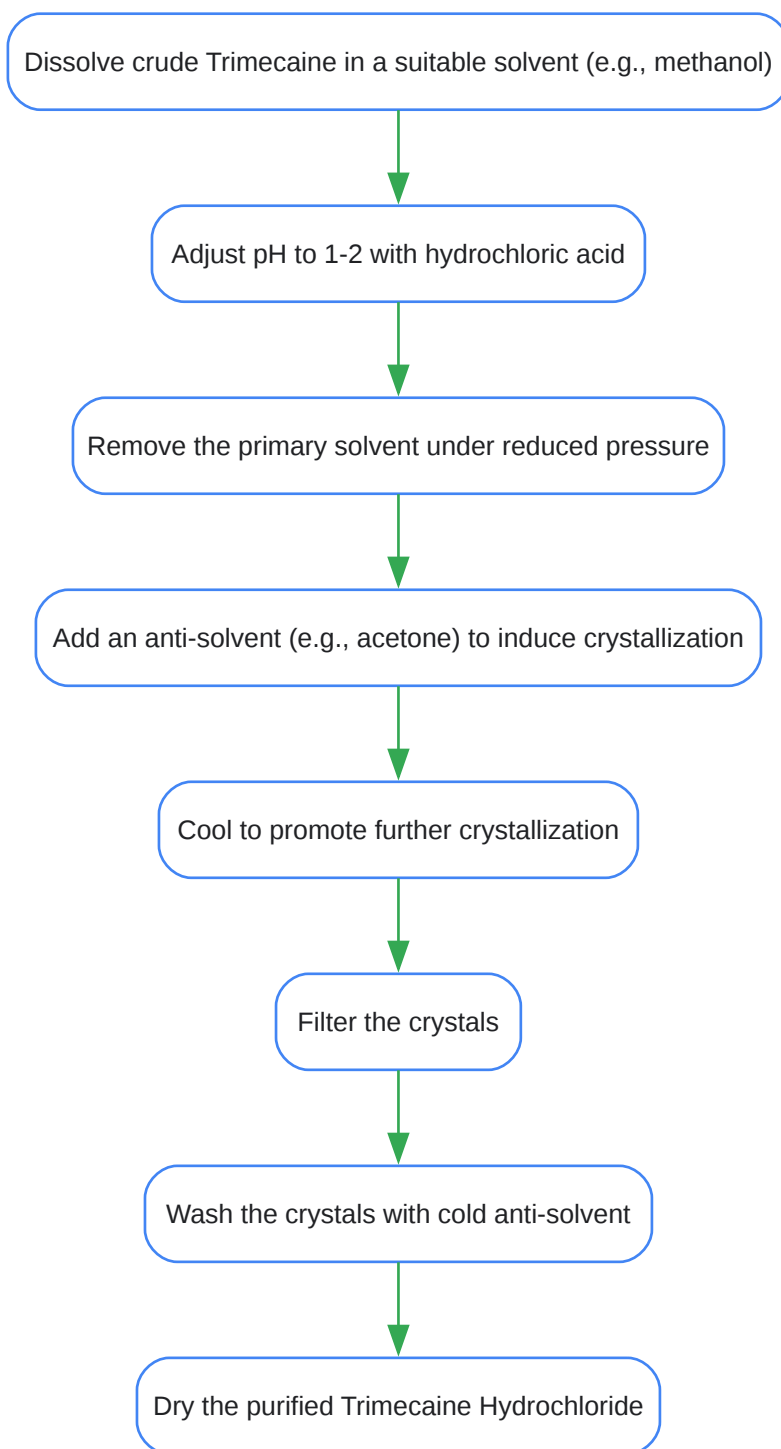 Dissolve crude Trimecaine in a suitable solvent (e.g., methanol)
Adjust pH to 1-2 with hydrochloric acid
Remove the primary solvent under reduced pressure
Add an anti-solvent (e.g., acetone) to induce crystallization
Cool to promote further crystallization
Filter the crystals
Wash the crystals with cold anti-solvent
Dry the purified Trimecaine Hydrochloride